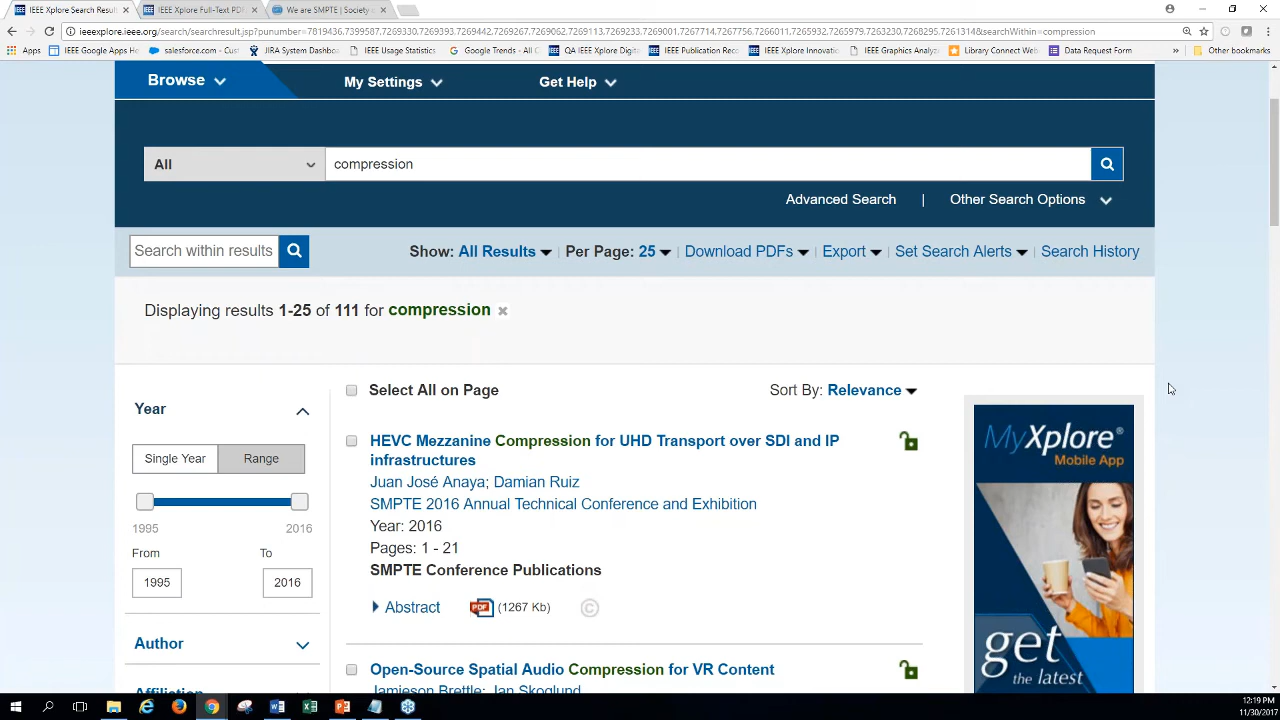 IEEE Xplore Search Resul
IEEE Xplore Full-Text PDF
We are SMPTE | Society o
ieeexplore.ieee.org/search/searchresult.jsp?punumber=7819436,7399587,7269330,7269393,7269442,7269267,7269062,7269113,7269233,7269001,7267714,7267756,7266011,7265932,7265979,7263230,7268295,7261314&searchWithin=compression
Apps
IEEE Google Apps H
salesforce.com - Cust
JIRA System Dashbo
IEEE Usage Statistics
Google Trends - All C
QA IEEE Xplore Digit
IEEE Publication Reco
IEEE Xplore Innovatio
IEEE Graphics Analyz
Library Connect Web
Data Request Form
»
Other bookmarks
Browse
My Settings
Get Help
All
compression
Advanced Search | Other Search Options
Search within results
Show: All Results | Per Page: 25 | Download PDFs | Export | Set Search Alerts | Search History
Displaying results 1-25 of 111 for compression ×
Select All on Page
Sort By: Relevance
Year
Single Year
Range
1995
2016
From
To
1995
2016
Author
Affiliation
HEVC Mezzanine Compression for UHD Transport over SDI and IP
infrastructures
Juan José Anaya; Damian Ruiz
SMPTE 2016 Annual Technical Conference and Exhibition
Year: 2016
Pages: 1 - 21
SMPTE Conference Publications
Abstract
PDF (1267 Kb)
©
Open-Source Spatial Audio Compression for VR Content
Jamieson Brettle; Jan Skoglund
MyXplore®
Mobile App
get
the latest
12:19 PM
11/30/2017